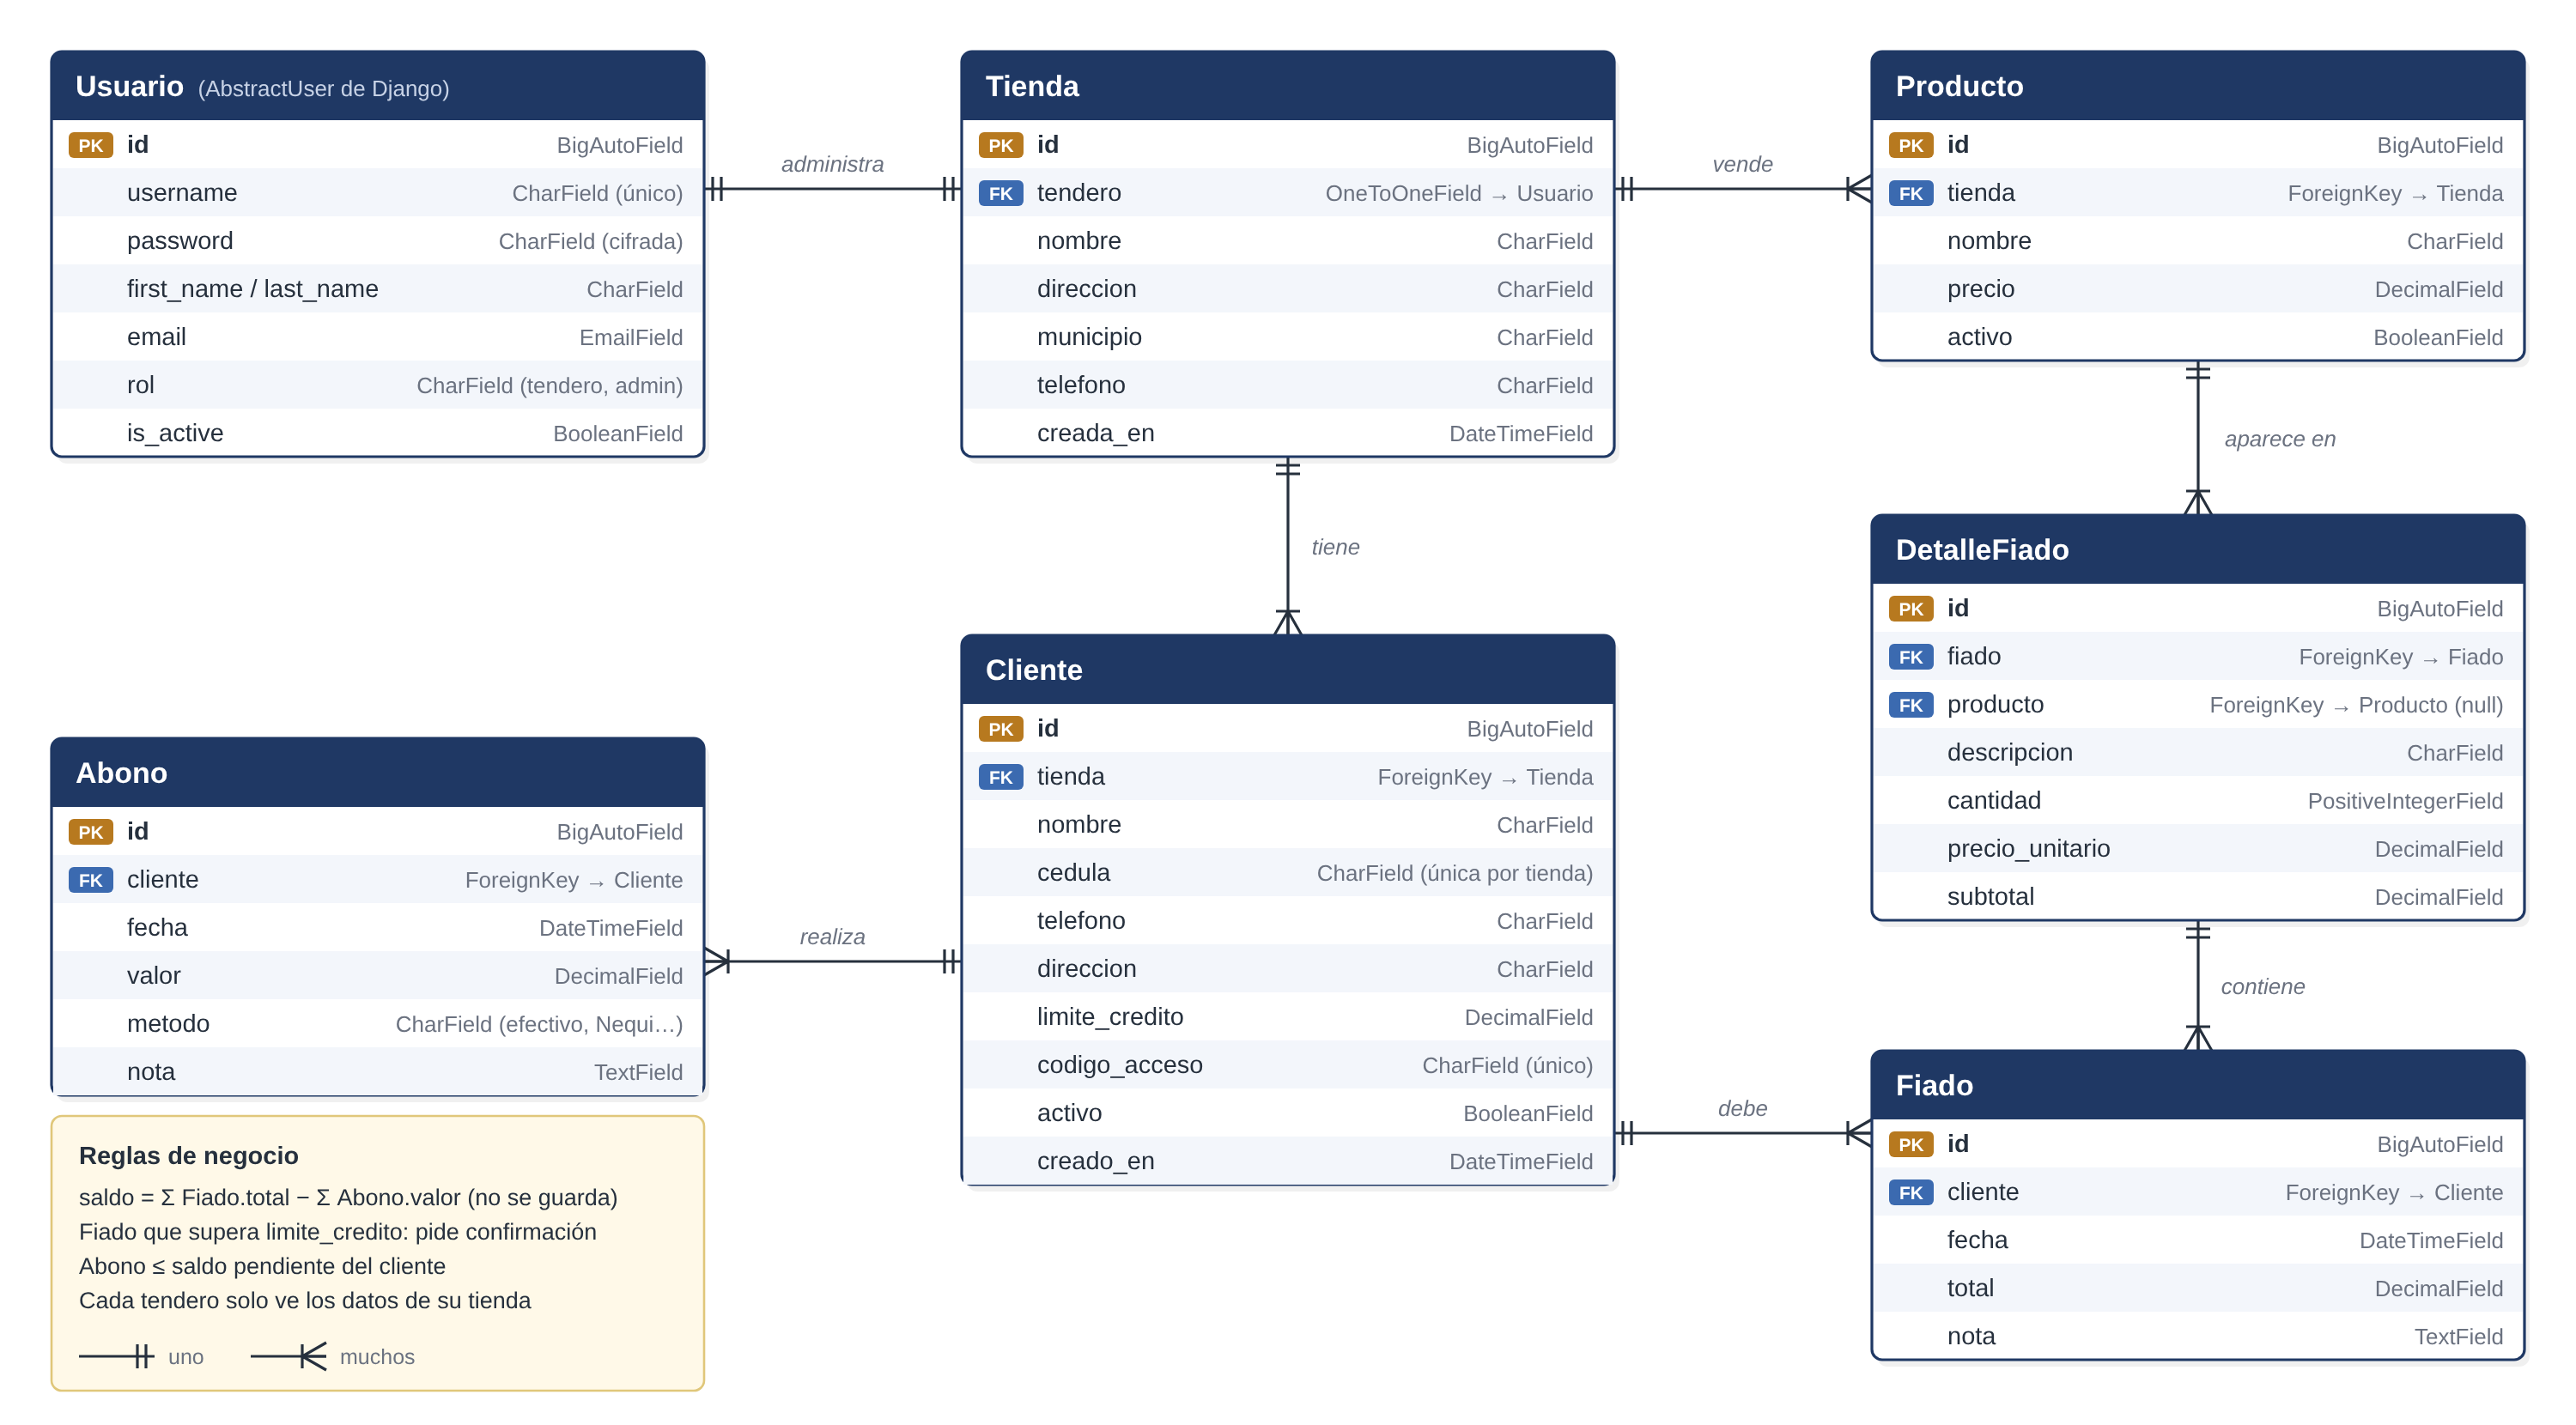 Usuario (AbstractUser de Django)
PK id BigAutoField
username CharField (único)
password CharField (cifrada)
first_name / last_name CharField
email EmailField
rol CharField (tendero, admin)
is_active BooleanField
administra
Tienda
PK id BigAutoField
FK tendero OneToOneField → Usuario
nombre CharField
direccion CharField
municipio CharField
telefono CharField
creada_en DateTimeField
vende
Producto
PK id BigAutoField
FK tienda ForeignKey → Tienda
nombre CharField
precio DecimalField
activo BooleanField
aparece en
tiene
DetalleFiado
PK id BigAutoField
FK fiado ForeignKey → Fiado
FK producto ForeignKey → Producto (null)
descripcion CharField
cantidad PositiveIntegerField
precio_unitario DecimalField
subtotal DecimalField
Cliente
PK id BigAutoField
FK tienda ForeignKey → Tienda
nombre CharField
cedula CharField (única por tienda)
telefono CharField
direccion CharField
limite_credito DecimalField
codigo_acceso CharField (único)
activo BooleanField
creado_en DateTimeField
Abono
PK id BigAutoField
FK cliente ForeignKey → Cliente
fecha DateTimeField
valor DecimalField
metodo CharField (efectivo, Nequi…)
nota TextField
realiza
contiene
debe
Fiado
PK id BigAutoField
FK cliente ForeignKey → Cliente
fecha DateTimeField
total DecimalField
nota TextField
Reglas de negocio
saldo = Σ Fiado.total − Σ Abono.valor (no se guarda)
Fiado que supera limite_credito: pide confirmación
Abono ≤ saldo pendiente del cliente
Cada tendero solo ve los datos de su tienda
uno muchos